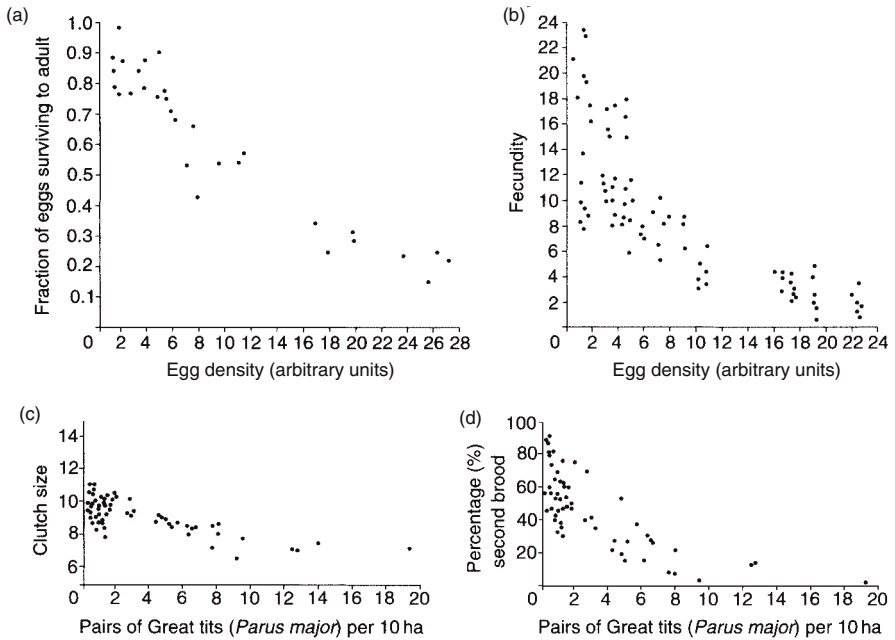 (a)
1.0
0.9
0.8
0.7
0.6
0.5
0.4
0.3
0.2
0.1
Fraction of eggs surviving to adult
0 2 4 6 8 10 12 14 16 18 20 22 24 26 28
Egg density (arbitrary units)
(b)
24
22
20
18
16
14
12
10
8
6
4
2
Fecundity
0 2 4 6 8 10 12 14 16 18 20 22 24
Egg density (arbitrary units)
(c)
14
12
10
8
6
Clutch size
0 2 4 6 8 10 12 14 16 18 20
Pairs of Great tits (Parus major) per 10 ha
(d)
100
80
60
40
20
Percentage (%)
second brood
0 2 4 6 8 10 12 14 16 18 20
Pairs of Great tits (Parus major) per 10 ha